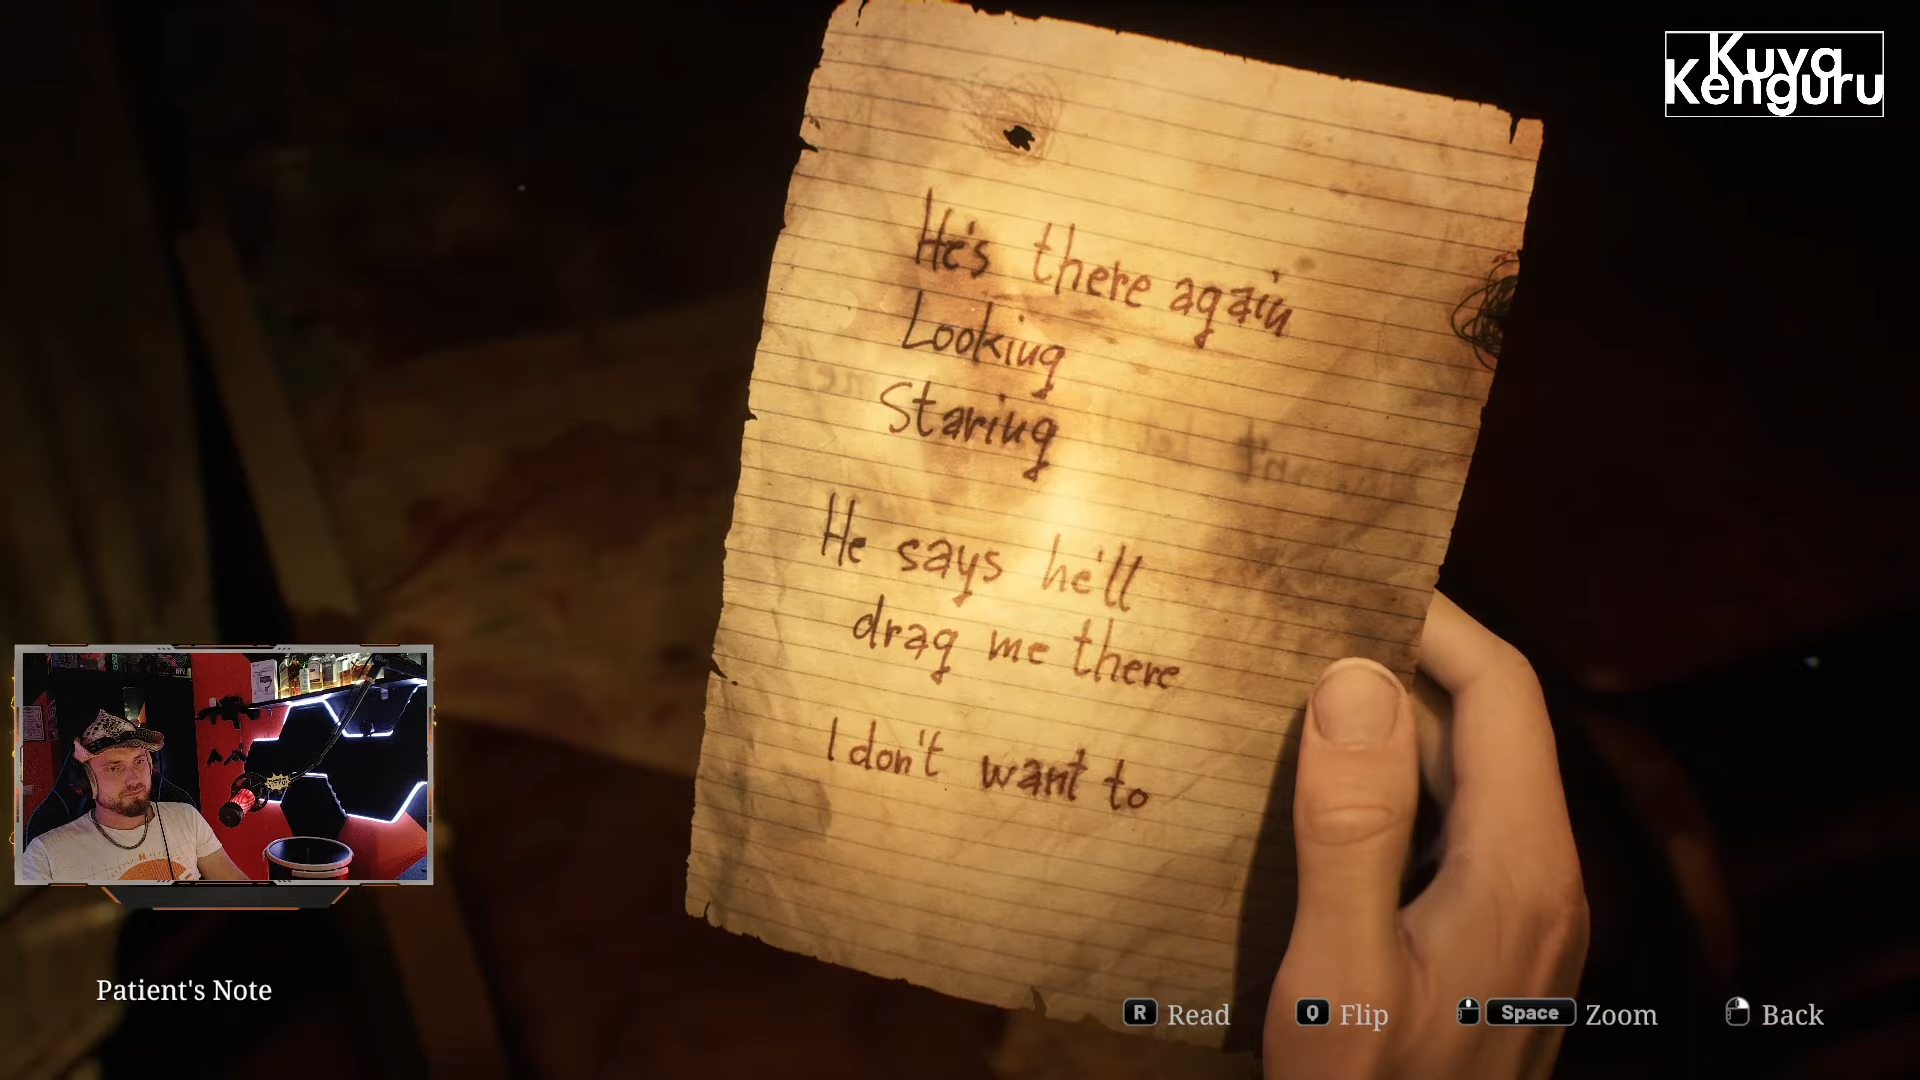 Kuya
Kenguru
He's there again
Looking
Staring
He says he'll
drag me there
I don't want to
Patient's Note
R Read
Q Flip
Space Zoom
Back